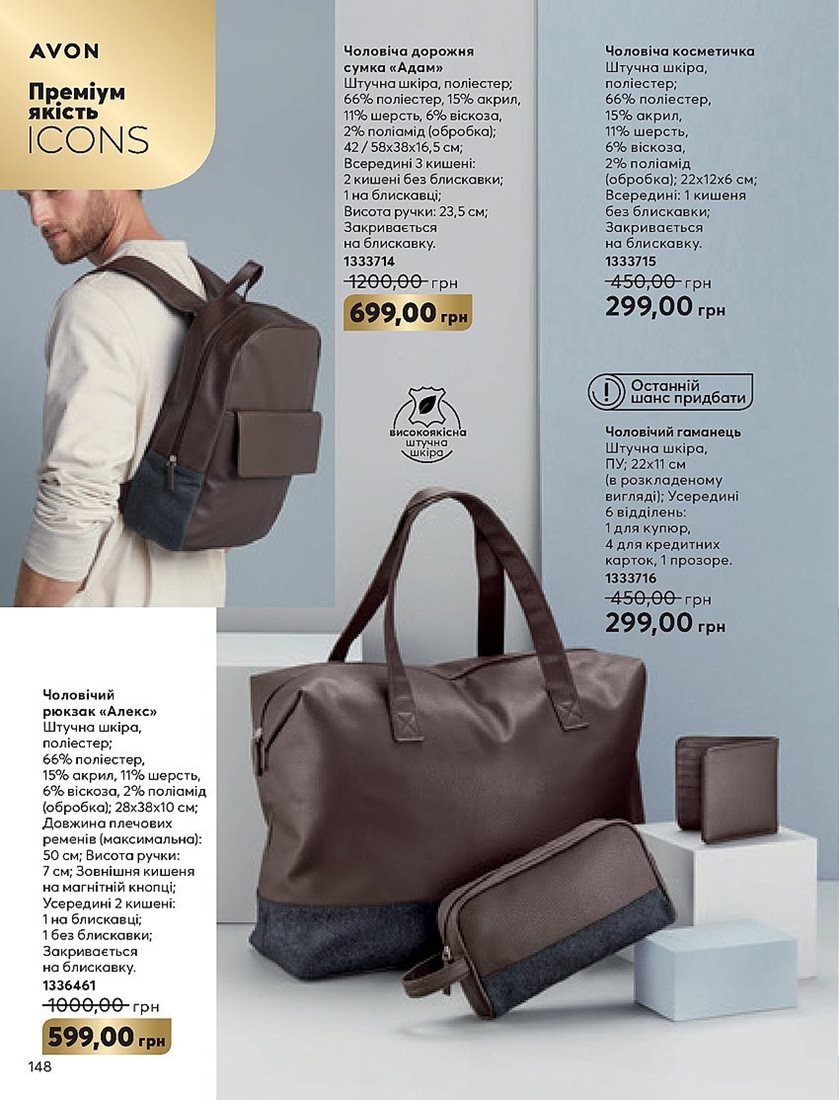 AVON
Преміум
якість
ICONS
Чоловіча дорожня
сумка «Адам»
Штучна шкіра, поліестер;
66% поліестер, 15% акрил,
11% шерсть, 6% віскоза,
2% поліамід (обробка);
42 / 58х38х16,5 см;
Всередині 3 кишені:
2 кишені без блискавки;
1 на блискавці;
Висота ручки: 23,5 см;
Закривається
на блискавку.
1333714
1200,00 грн
699,00 грн
Чоловіча косметичка
Штучна шкіра,
поліестер;
66% поліестер,
15% акрил,
11% шерсть,
6% віскоза,
2% поліамід
(обробка); 22х12х6 см;
Всередині: 1 кишеня
без блискавки;
Закривається
на блискавку.
1333715
450,00 грн
299,00 грн
високоякісна
штучна
шкіра
Останній
шанс придбати
Чоловічий гаманець
Штучна шкіра,
ПУ; 22х11 см
(в розкладеному
вигляді); Усередині
6 відділень:
1 для купюр,
4 для кредитних
карток, 1 прозоре.
1333716
450,00 грн
299,00 грн
Чоловічий
рюкзак «Алекс»
Штучна шкіра,
поліестер;
66% поліестер,
15% акрил, 11% шерсть,
6% віскоза, 2% поліамід
(обробка); 28х38х10 см;
Довжина плечових
ременів (максимальна):
50 см; Висота ручки:
7 см; Зовнішня кишеня
на магнітній кнопці;
Усередині 2 кишені:
1 на блискавці;
1 без блискавки;
Закривається
на блискавку.
1336461
1000,00 грн
599,00 грн
148